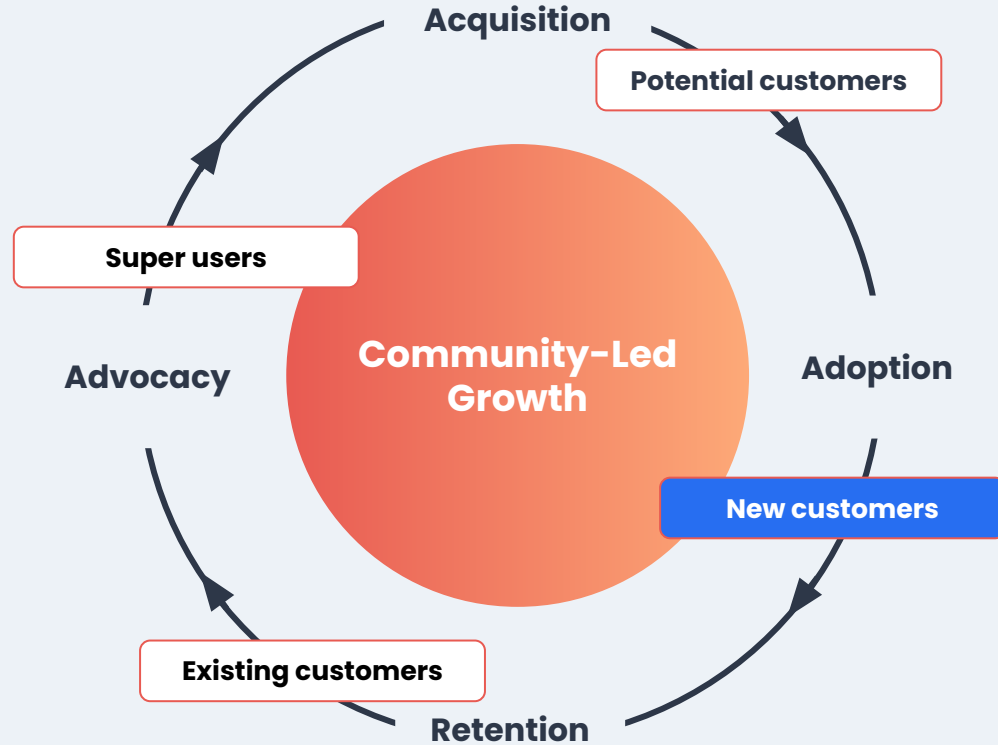 Acquisition
Potential customers
Super users
Community-Led
Growth
Advocacy
Adoption
New customers
Existing customers
Retention